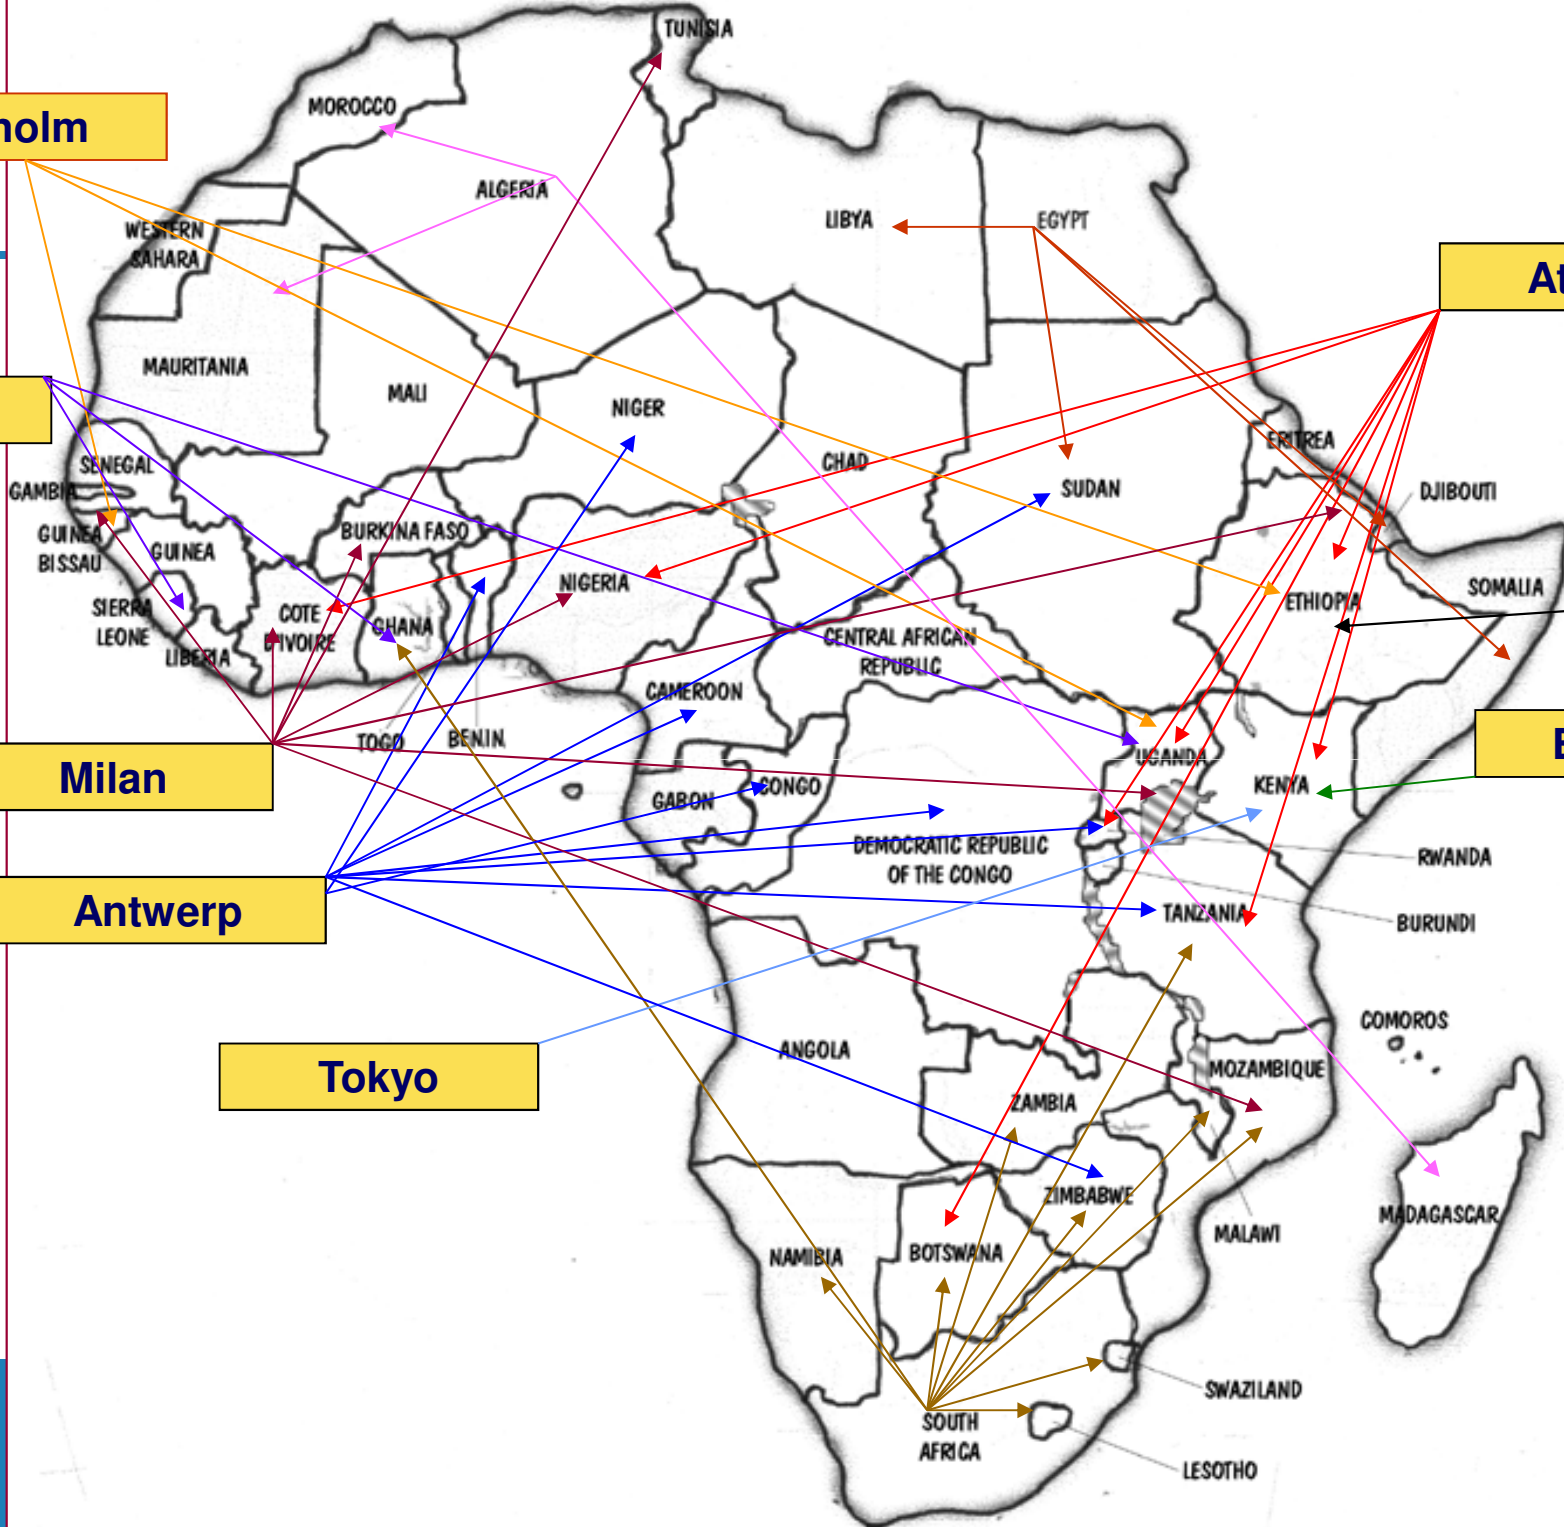 TUNISIA
MOROCCO
holm
ALGERIA
LIBYA
EGYPT
WESTERN
SAHARA
At
MAURITANIA
MALI
NIGER
CHAD
SUDAN
ERITREA
DJIBOUTI
SENEGAL
GAMBIA
GUINEA
BISSAU
GUINEA
BURKINA FASO
NIGERIA
ETHIOPIA
SOMALIA
SIERRA
LEONE
LIBERIA
COTE
D'IVOIRE
GHANA
CENTRAL AFRICAN
REPUBLIC
CAMEROON
TOGO
BENIN
UGANDA
KENYA
E
Milan
GABON
CONGO
DEMOCRATIC REPUBLIC
OF THE CONGO
RWANDA
Antwerp
TANZANIA
BURUNDI
COMOROS
Tokyo
ANGOLA
ZAMBIA
MOZAMBIQUE
ZIMBABWE
MALAWI
MADAGASCAR
NAMIBIA
BOTSWANA
SWAZILAND
SOUTH
AFRICA
LESOTHO